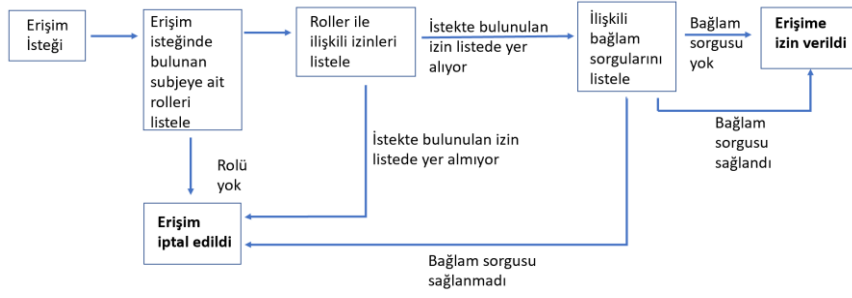 Erişim
İsteği
Erişim
isteğinde
bulunan
subjeye ait
rolleri
listele
Roller ile
ilişkili izinleri
listele
İstekte bulunulan
izin listede yer
alıyor
İlişkili
bağlam
sorgularını
listele
Bağlam
sorgusu
yok
Erişime
izin verildi
İstekte bulunulan izin
listede yer almıyor
Bağlam
sorgusu
sağlandı
Rolü
yok
Erişim
iptal edildi
Bağlam sorgusu
sağlanmadı